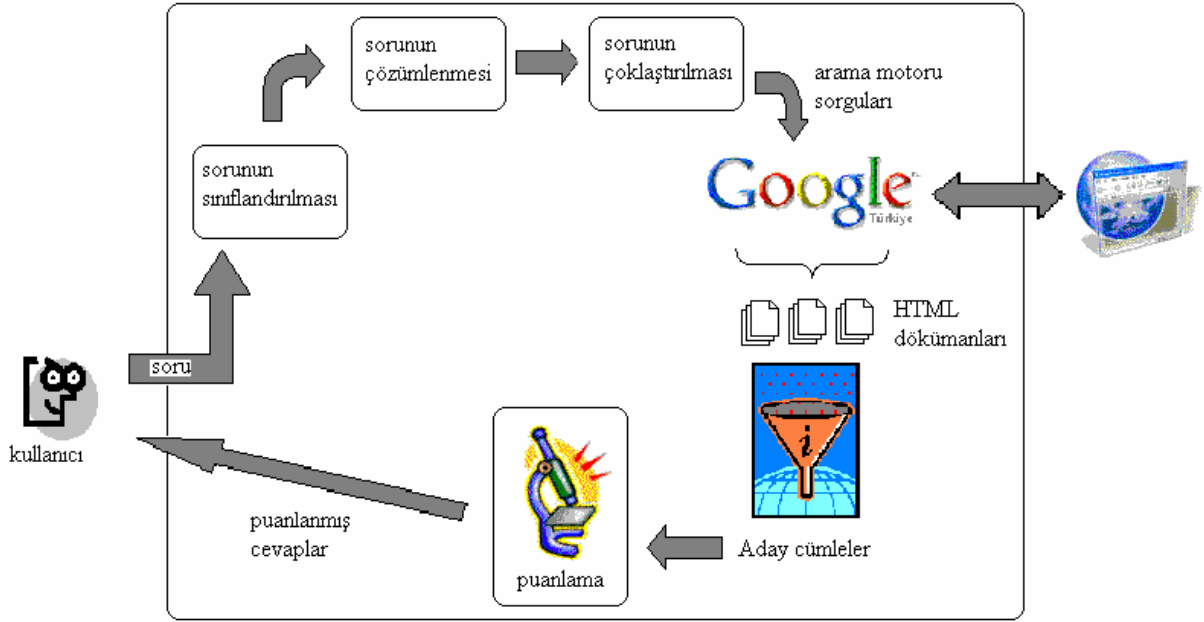 sorunun
çözümlenmesi
sorunun
çoklaştırılması
arama motoru
sorguları
sorunun
sınıflandırılması
Google
Türkiye
HTML
dökümanları
soru
i
kullanıcı
puanlanmış
cevaplar
puanlama
Aday cümleler